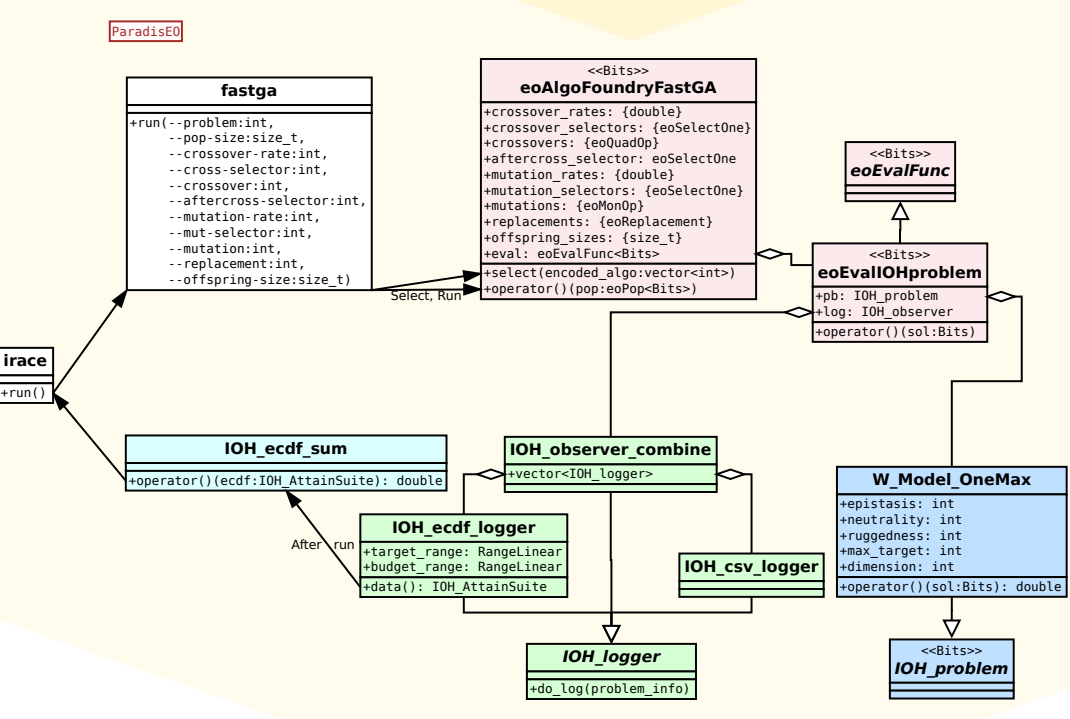 ParadisEO
fastga
+run(--problem:int,
--pop-size:size_t,
--crossover-rate:int,
--cross-selector:int,
--crossover:int,
--aftercross-selector:int,
--mutation-rate:int,
--mut-selector:int,
--mutation:int,
--replacement:int,
--offspring-size:size_t)
<<Bits>>
eoAlgoFoundryFastGA
+crossover_rates: {double}
+crossover_selectors: {eoSelectOne}
+crossovers: {eoQuadOp}
+aftercross_selector: eoSelectOne
+mutation_rates: {double}
+mutation_selectors: {eoSelectOne}
+mutations: {eoMonOp}
+replacements: {eoReplacement}
+offspring_sizes: {size_t}
+eval: eoEvalFunc<Bits>
+select(encoded_algo:vector<int>)
+operator()(pop:eoPop<Bits>)
Select, Run
<<Bits>>
eoEvalFunc
<<Bits>>
eoEvalIOHproblem
+pb: IOH_problem
+log: IOH_observer
+operator()(sol:Bits)
irace
+run()
IOH_ecdf_sum
+operator()(ecdf:IOH_AttainSuite): double
IOH_observer_combine
+vector<IOH_logger>
W_Model_OneMax
+epistasis: int
+neutrality: int
+ruggedness: int
+max_target: int
+dimension: int
+operator()(sol:Bits): double
After run
IOH_ecdf_logger
+target_range: RangeLinear
+budget_range: RangeLinear
+data(): IOH_AttainSuite
IOH_csv_logger
IOH_logger
+do_log(problem_info)
<<Bits>>
IOH_problem